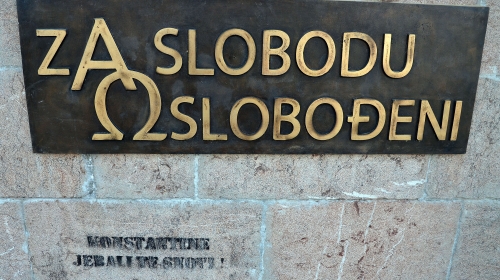 ZA SLOBODU
ΩSLOBOĐENI
KONSTANTINE
JEBALI TE SNOVI !